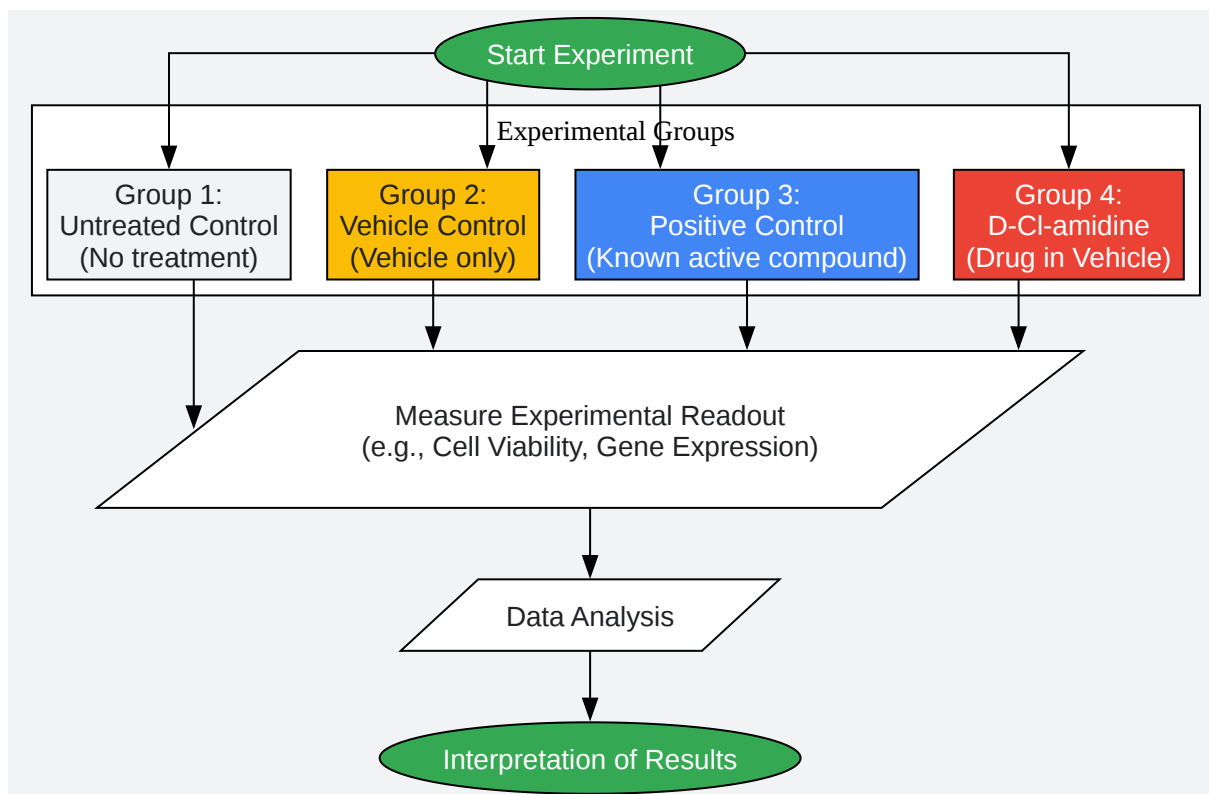 Start Experiment
Experimental Groups
Group 1:
Untreated Control
(No treatment)
Group 2:
Vehicle Control
(Vehicle only)
Group 3:
Positive Control
(Known active compound)
Group 4:
D-Cl-amidine
(Drug in Vehicle)
Measure Experimental Readout
(e.g., Cell Viability, Gene Expression)
Data Analysis
Interpretation of Results